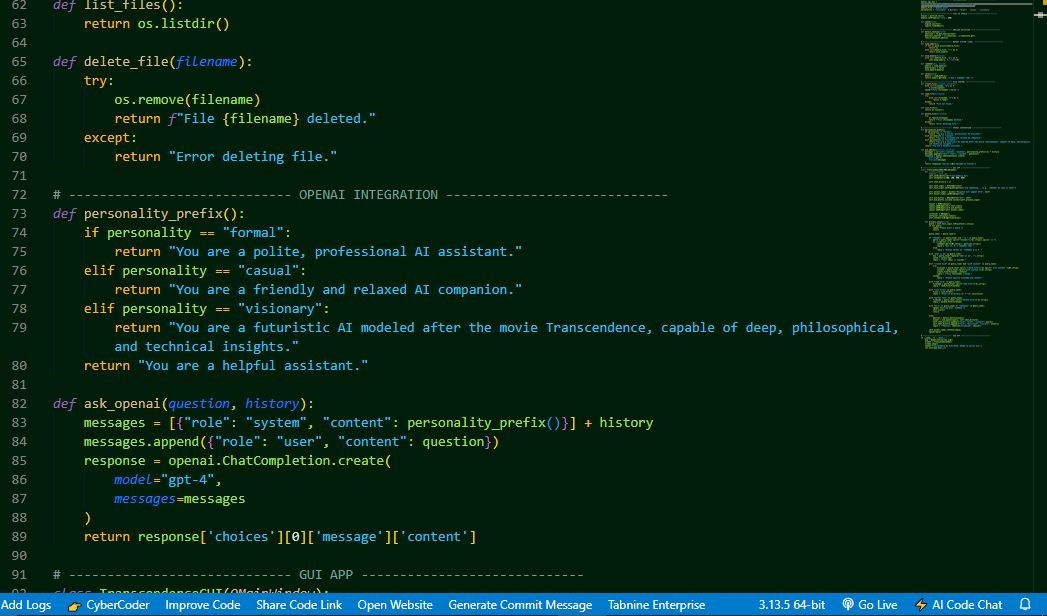 62 def list_files():
63     return os.listdir()
64
65 def delete_file(filename):
66     try:
67         os.remove(filename)
68         return f"File {filename} deleted."
69     except:
70         return "Error deleting file."
71
72 # ----------------------------- OPENAI INTEGRATION -----------------------------
73 def personality_prefix():
74     if personality == "formal":
75         return "You are a polite, professional AI assistant."
76     elif personality == "casual":
77         return "You are a friendly and relaxed AI companion."
78     elif personality == "visionary":
79         return "You are a futuristic AI modeled after the movie Transcendence, capable of deep, philosophical,
and technical insights."
80     return "You are a helpful assistant."
81
82 def ask_openai(question, history):
83     messages = [{"role": "system", "content": personality_prefix()}] + history
84     messages.append({"role": "user", "content": question})
85     response = openai.ChatCompletion.create(
86         model="gpt-4",
87         messages=messages
88     )
89     return response['choices'][0]['message']['content']
90
91 # ----------------------------- GUI APP -----------------------------
92 class TranscendenceGUI(QMainWindow):
Add Logs 👉 CyberCoder Improve Code Share Code Link Open Website Generate Commit Message Tabnine Enterprise 3.13.5 64-bit Go Live ⚡ AI Code Chat